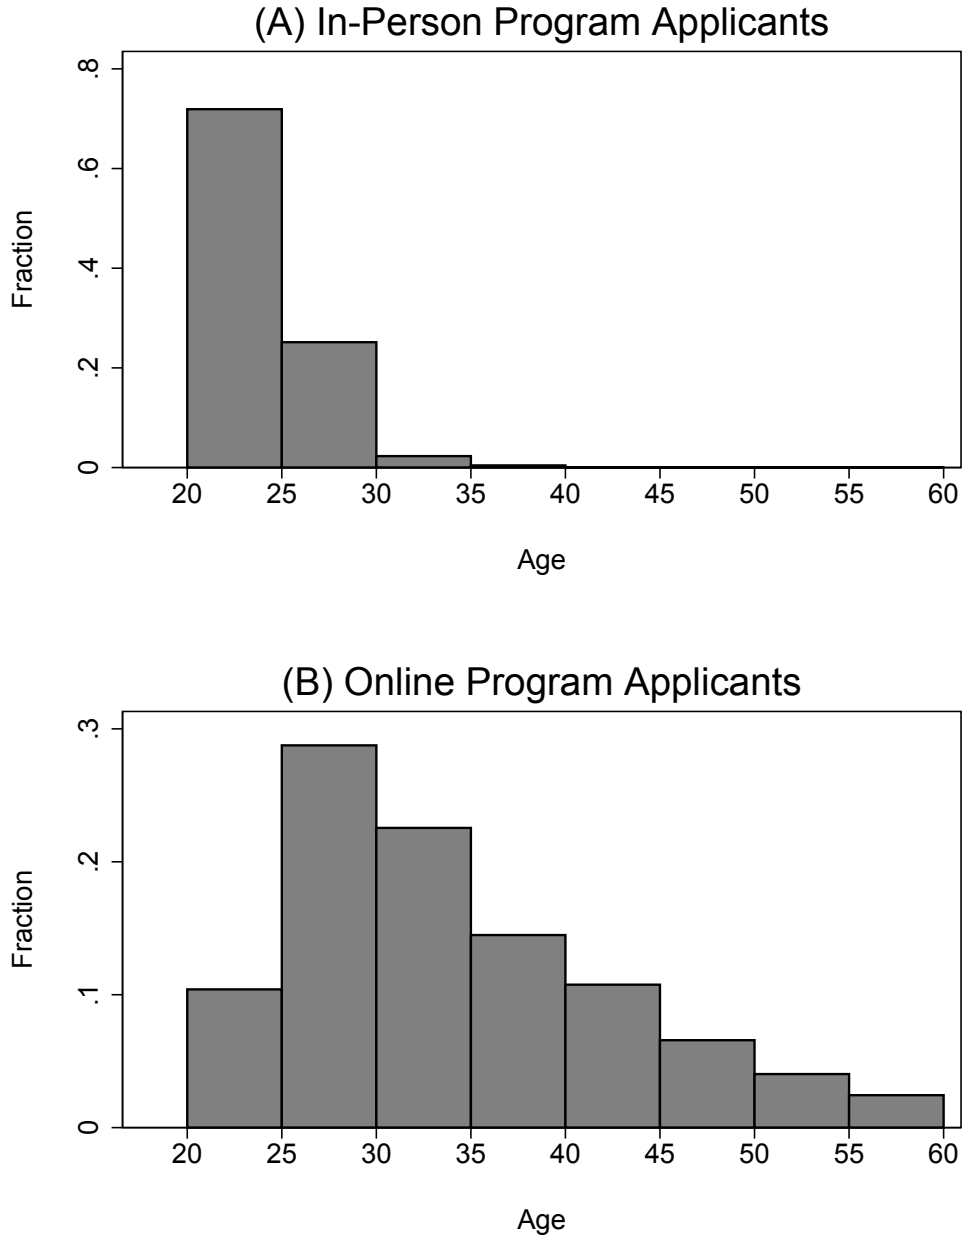 (A) In-Person Program Applicants
.8
.6
.4
.2
0
Fraction
20 25 30 35 40 45 50 55 60
Age
(B) Online Program Applicants
.3
.2
.1
0
Fraction
20 25 30 35 40 45 50 55 60
Age